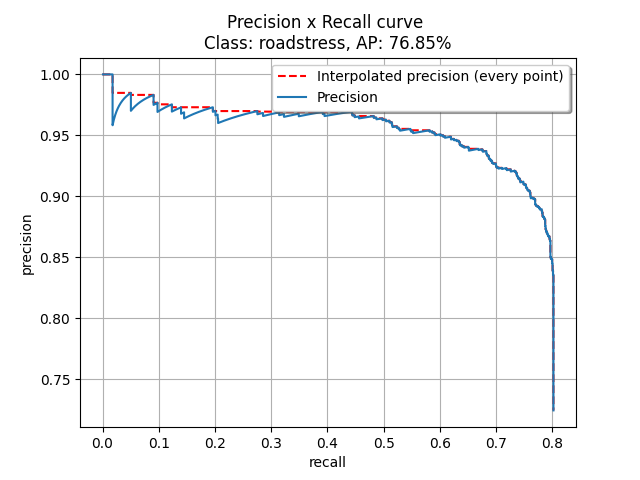 Precision x Recall curve
Class: roadstress, AP: 76.85%
Interpolated precision (every point)
Precision
1.00
0.95
0.90
0.85
0.80
0.75
precision
0.0 0.1 0.2 0.3 0.4 0.5 0.6 0.7 0.8
recall